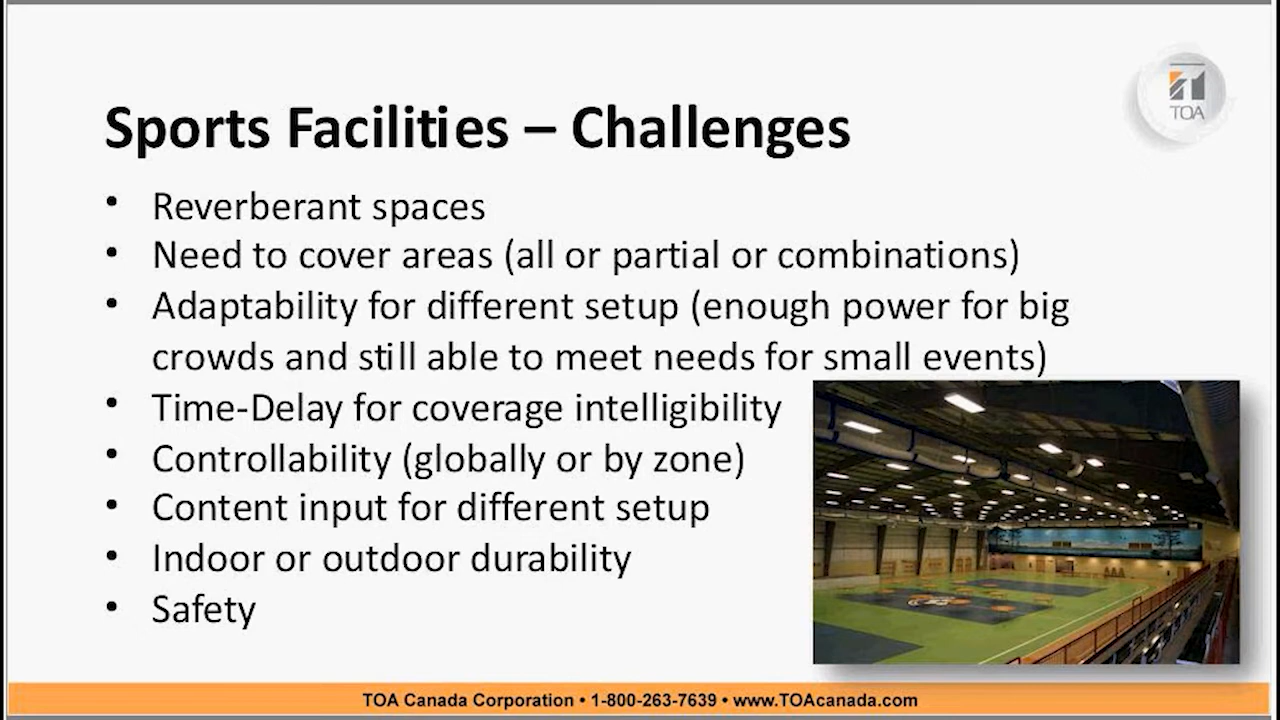 TOA
Sports Facilities – Challenges
• Reverberant spaces
• Need to cover areas (all or partial or combinations)
• Adaptability for different setup (enough power for big
crowds and still able to meet needs for small events)
• Time-Delay for coverage intelligibility
• Controllability (globally or by zone)
• Content input for different setup
• Indoor or outdoor durability
• Safety
TOA Canada Corporation • 1-800-263-7639 • www.TOAcanada.com